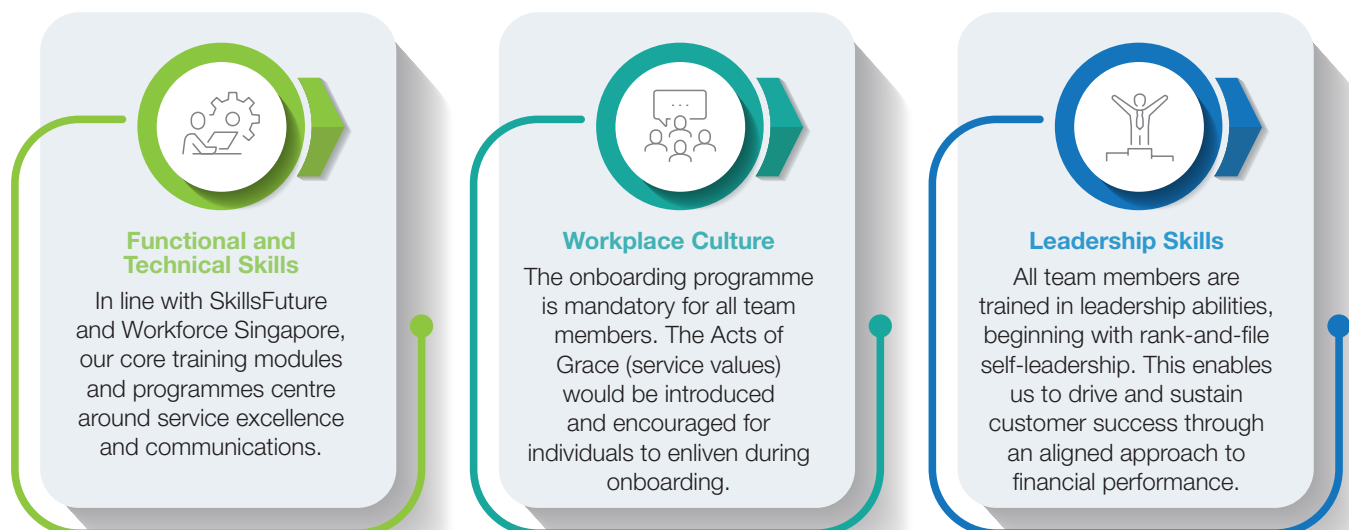 Functional and
Technical Skills
In line with SkillsFuture
and Workforce Singapore,
our core training modules
and programmes centre
around service excellence
and communications.
Workplace Culture
The onboarding programme
is mandatory for all team
members. The Acts of
Grace (service values)
would be introduced
and encouraged for
individuals to enliven during
onboarding.
Leadership Skills
All team members are
trained in leadership abilities,
beginning with rank-and-file
self-leadership. This enables
us to drive and sustain
customer success through
an aligned approach to
financial performance.